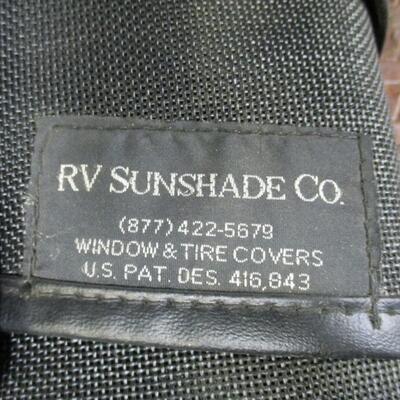 RV SUNSHADE CO.
(877) 422-5679
WINDOW & TIRE COVERS
U.S. PAT. DES. 416,843